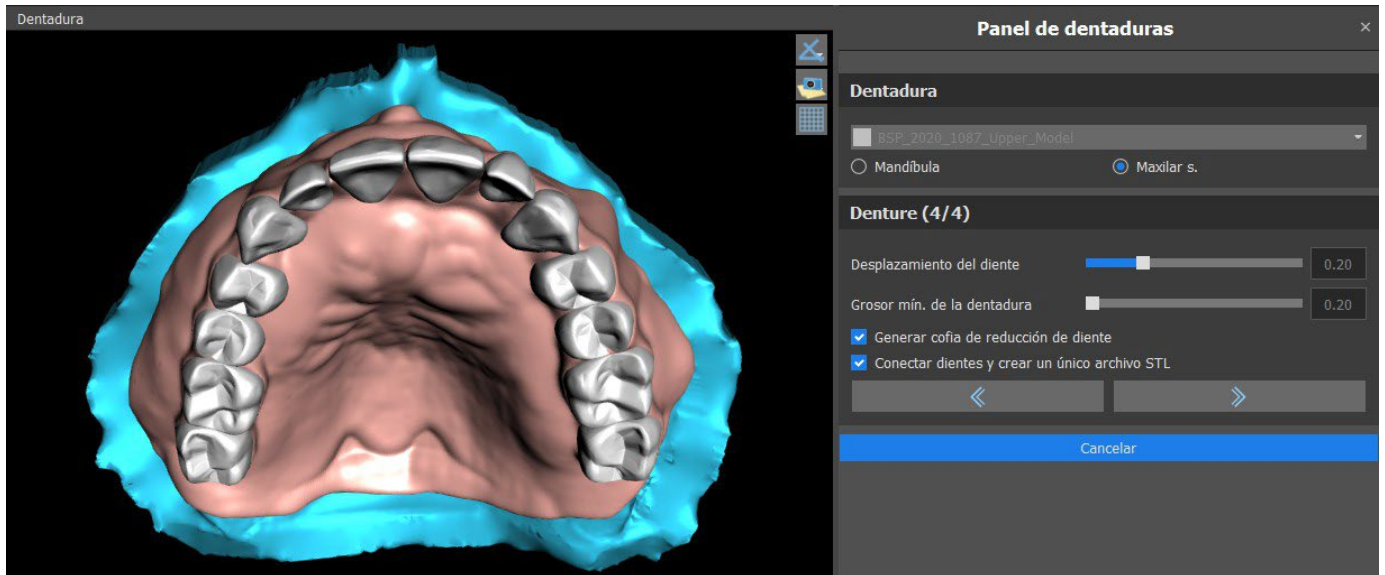 Dentadura
Panel de dentaduras
×
Dentadura
BSP_2020_1087_Upper_Model
Mandíbula
Maxilar s.
Denture (4/4)
Desplazamiento del diente 0.20
Grosor mín. de la dentadura 0.20
Generar cofia de reducción de diente
Conectar dientes y crear un único archivo STL
Cancelar